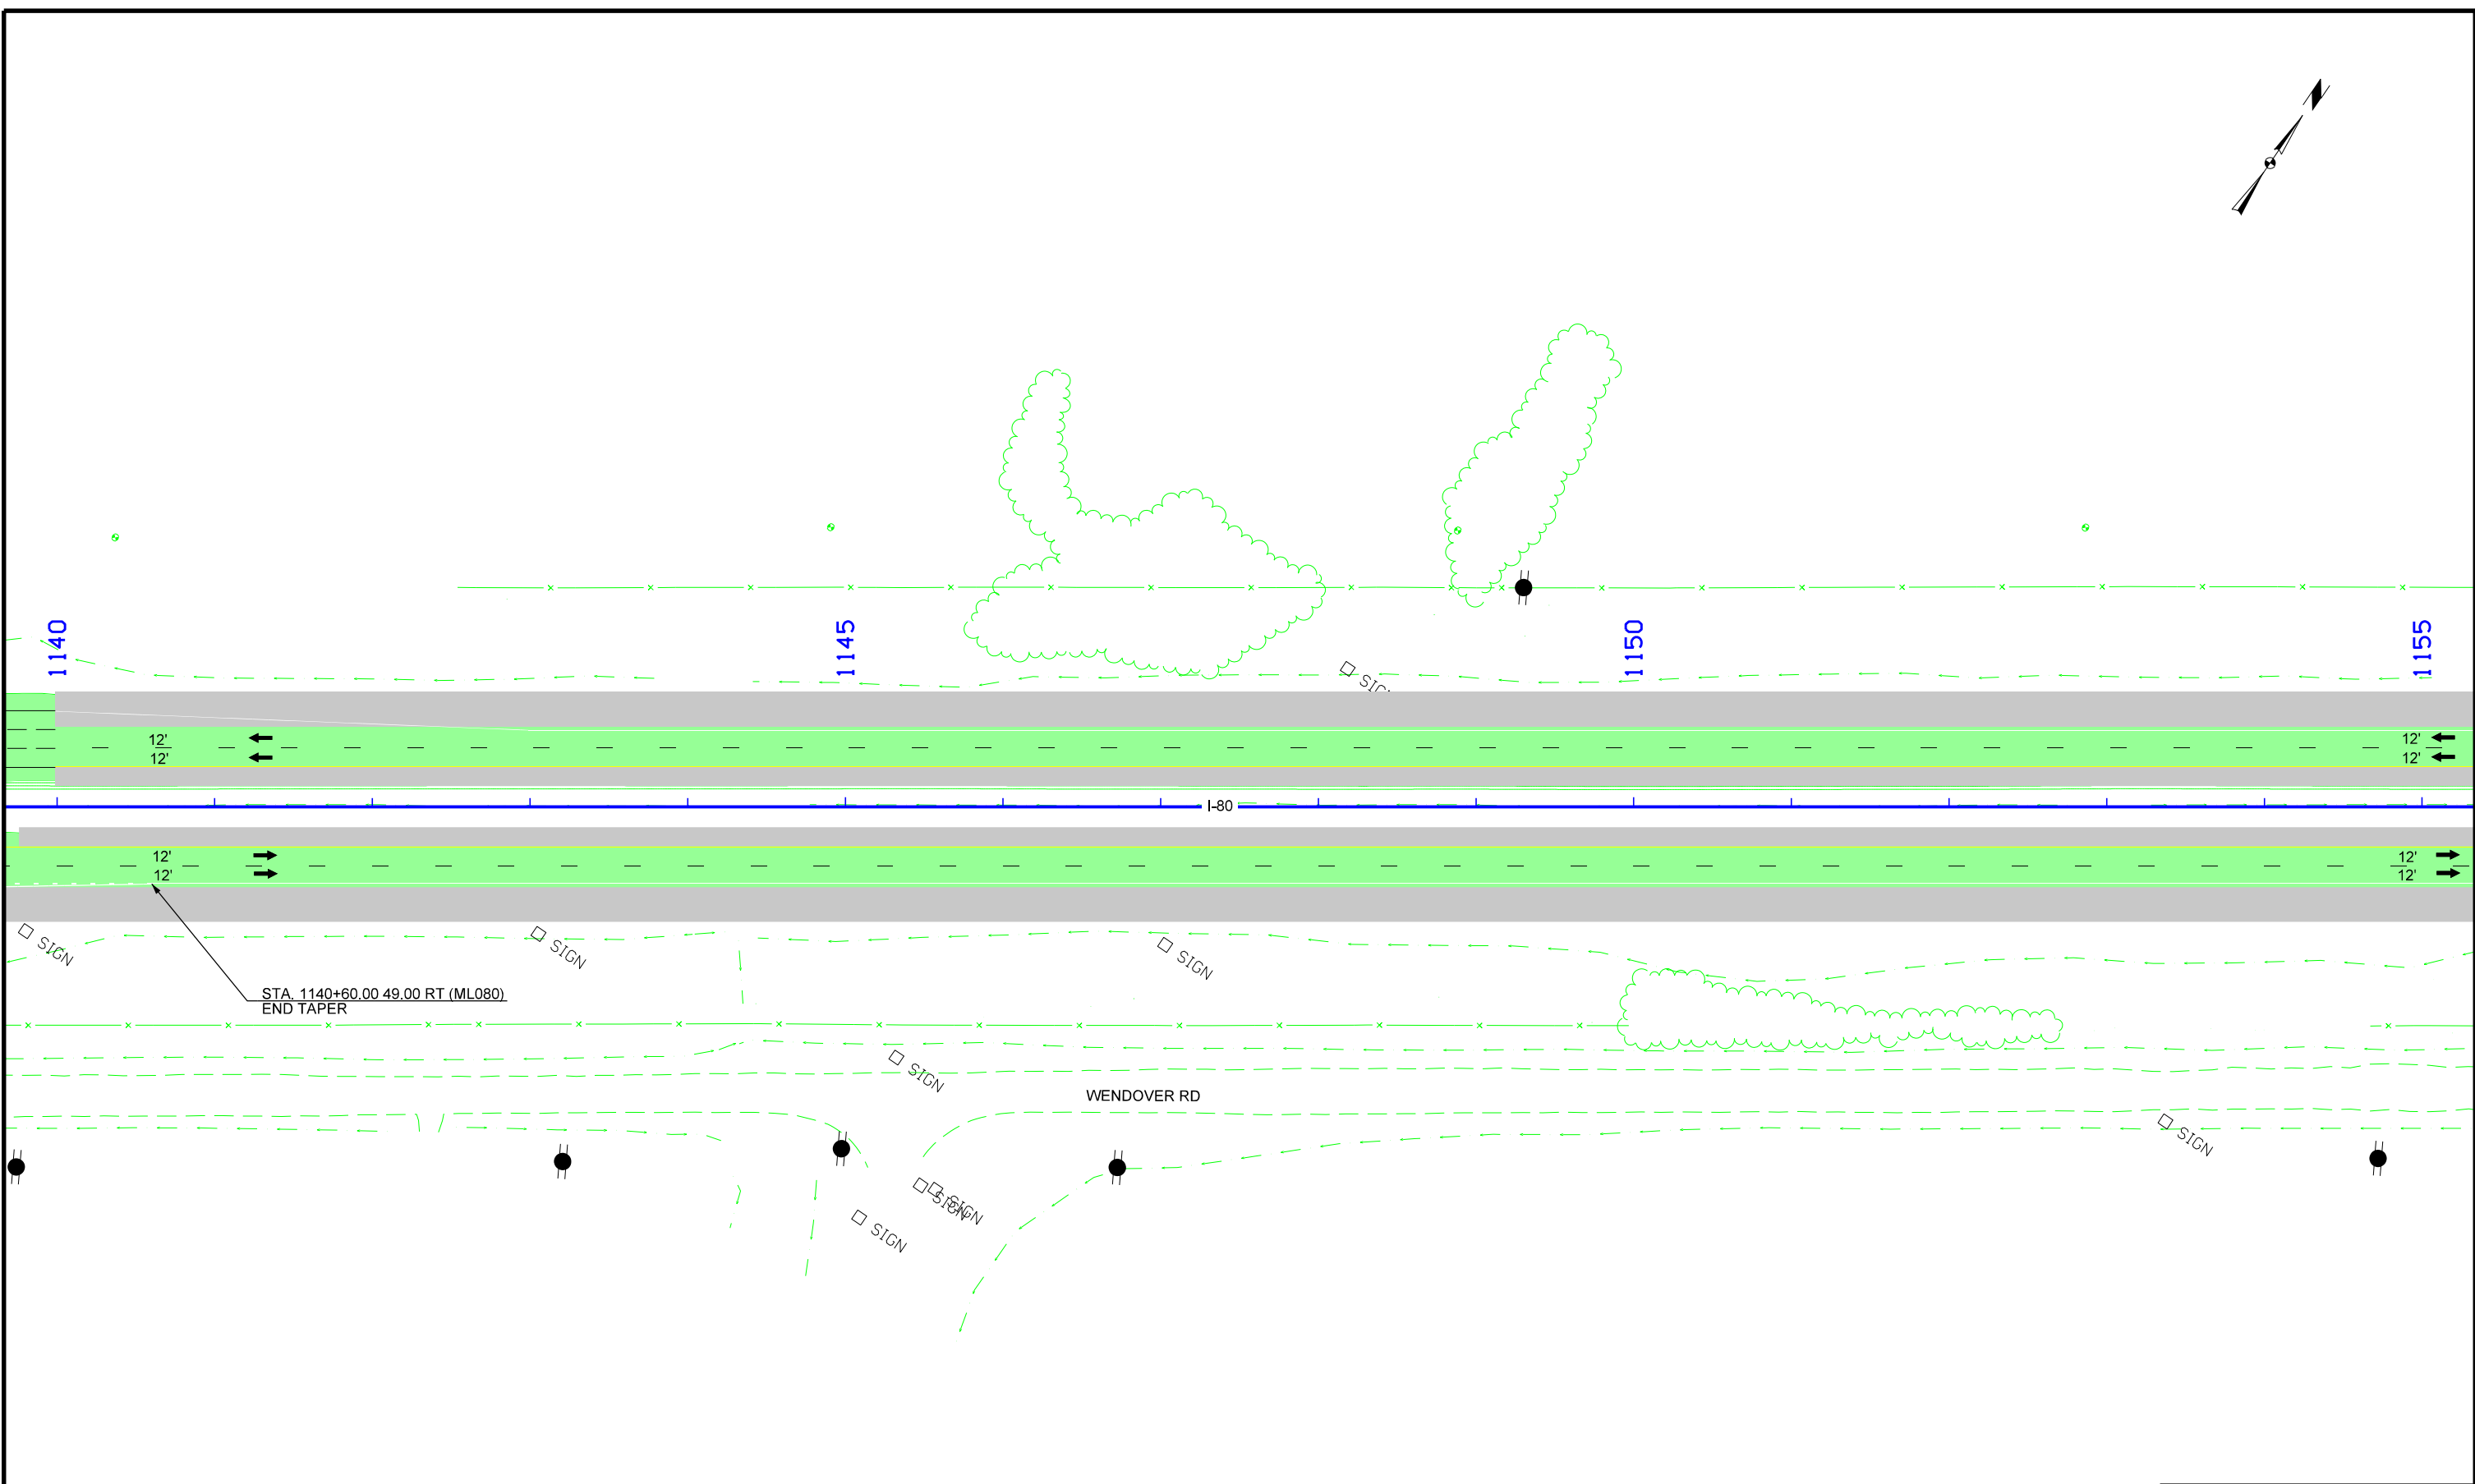 N
1140
1145
1150
1155
12'
12'
12'
12'
I-80
12'
12'
12'
12'
SIGN
SIGN
SIGN
STA. 1140+60.00 49.00 RT (ML080)
END TAPER
SIGN
WENDOVER RD
SIGN
SIGN
SIGN
SIGN